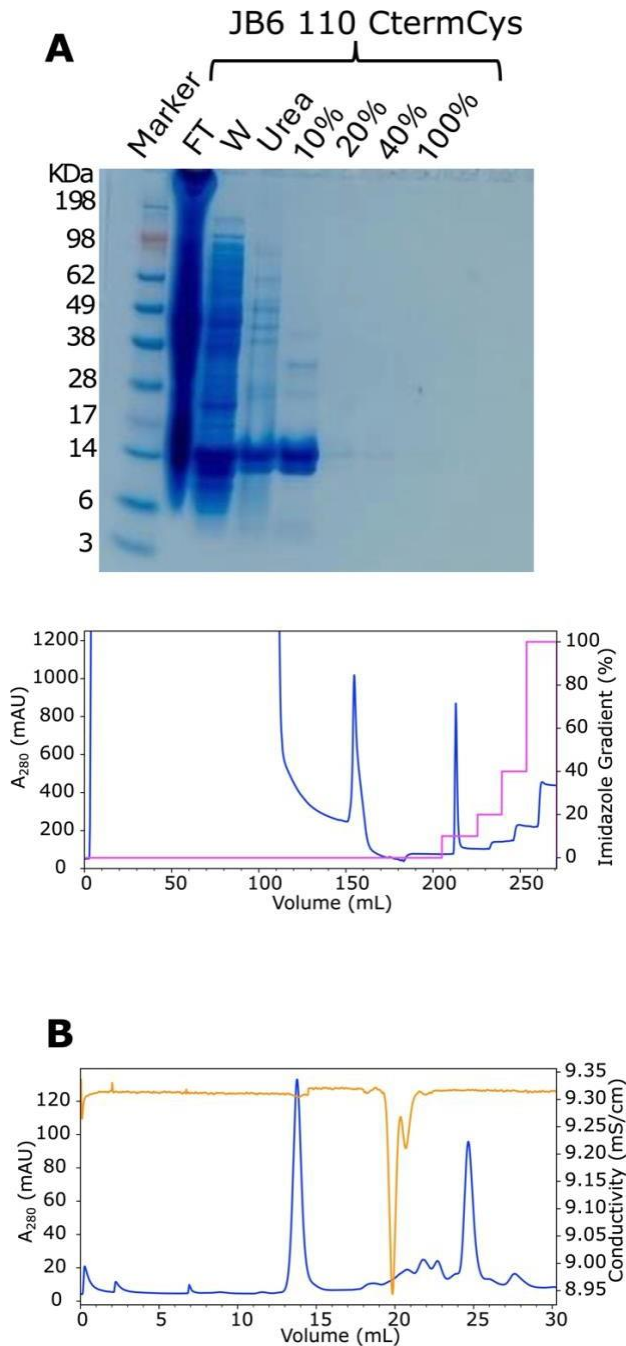 JB6 110 CtermCys
A
Marker FT W Urea 10% 20% 40% 100%
KDa
198
98
62
49
38
28
17
14
6
3
1200
1000
800
600
400
200
0
A280 (mAU)
100
80
60
40
20
0
Imidazole Gradient (%)
0 50 100 150 200 250
Volume (mL)
B
120
100
80
60
40
20
0
A280 (mAU)
9.35
9.30
9.20
9.15
9.10
9.05
9.00
8.95
Conductivity (mS/cm)
0 5 10 15 20 25 30
Volume (mL)